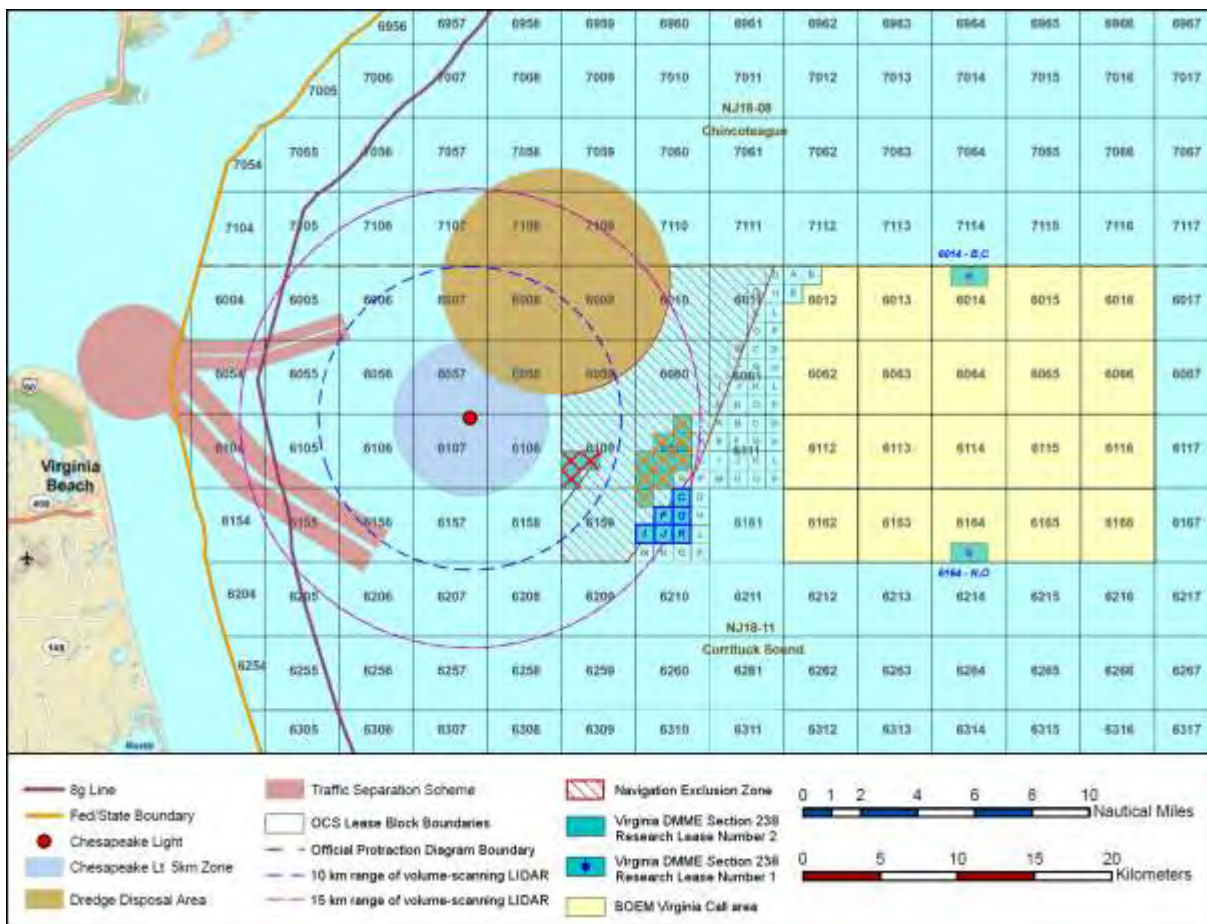 6956 6957 6958 6959 6960 6961 6962 6963 6964 6965 6966 6967
7005 7006 7007 7008 7009 7010 7011 7012 7013 7014 7015 7016 7017
NJ18-08
Chincoteague
7054 7055 7056 7057 7058 7059 7060 7061 7062 7063 7064 7065 7066 7067
7104 7105 7106 7107 7108 7109 7110 7111 7112 7113 7114 7115 7116 7117
6014 - B,C
6004 6005 6006 6007 6008 6009 6010 6011 6012 6013 6014 6015 6016 6017
6054 6055 6056 6057 6058 6059 6060 6061 6062 6063 6064 6065 6066 6067
60
6104 6105 6106 6107 6108 6109 6111 6112 6113 6114 6115 6116 6117
Virginia
Beach
6154 6155 6156 6157 6158 6159 6161 6162 6163 6164 6165 6166 6167
6164 - N,O
6204 6205 6206 6207 6208 6209 6210 6211 6212 6213 6214 6215 6216 6217
NJ18-11
Currituck Sound
6254 6255 6256 6257 6258 6259 6260 6261 6262 6263 6264 6265 6266 6267
6305 6306 6307 6308 6309 6310 6311 6312 6313 6314 6315 6316 6317
North
8g Line
Fed/State Boundary
Chesapeake Light
Chesapeake Lt 5km Zone
Dredge Disposal Area
Traffic Separation Scheme
OCS Lease Block Boundaries
Official Protraction Diagram Boundary
10 km range of volume-scanning LIDAR
15 km range of volume-scanning LIDAR
Navigation Exclusion Zone
Virginia DMME Section 238
Research Lease Number 2
Virginia DMME Section 238
Research Lease Number 1
BOEM Virginia Call area
0 1 2 4 6 8 10
Nautical Miles
0 5 10 15 20
Kilometers